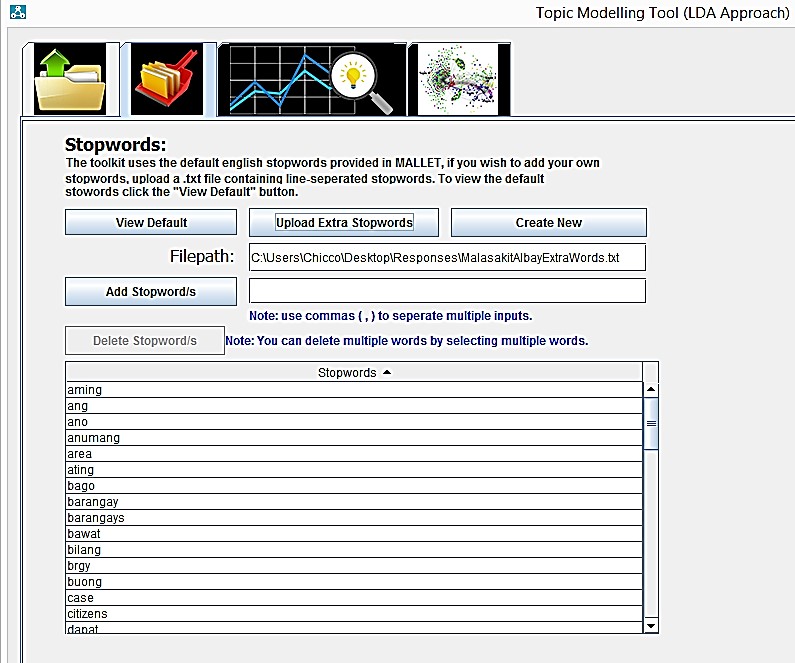 Topic Modelling Tool (LDA Approach)
Stopwords:
The toolkit uses the default english stopwords provided in MALLET, if you wish to add your own
stopwords, upload a .txt file containing line-seperated stopwords. To view the default
stowords click the "View Default" button.
View Default Upload Extra Stopwords Create New
Filepath: C:\Users\Chicco\Desktop\Responses\MalasakitAlbayExtraWords.txt
Add Stopword/s
Note: use commas ( , ) to seperate multiple inputs.
Delete Stopword/s Note: You can delete multiple words by selecting multiple words.
Stopwords
aming
ang
ano
anumang
area
ating
bago
barangay
barangays
bawat
bilang
brgy
buong
case
citizens
dapat